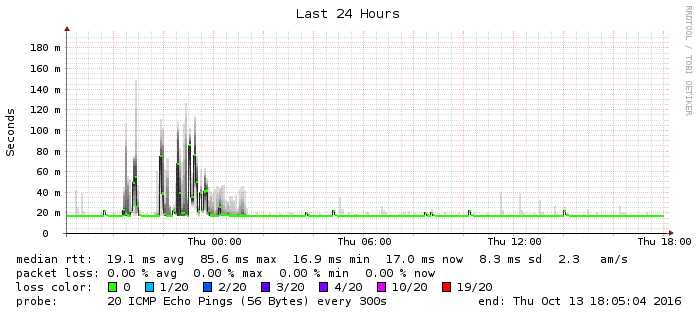 Last 24 Hours
RRDTOOL / TOBI OETIKER
Seconds
180 m
160 m
140 m
120 m
100 m
80 m
60 m
40 m
20 m
0
Thu 00:00 Thu 06:00 Thu 12:00 Thu 18:00
median rtt: 19.1 ms avg 85.6 ms max 16.9 ms min 17.0 ms now 8.3 ms sd 2.3 am/s
packet loss: 0.00 % avg 0.00 % max 0.00 % min 0.00 % now
loss color: 0 1/20 2/20 3/20 4/20 10/20 19/20
probe: 20 ICMP Echo Pings (56 Bytes) every 300s end: Thu Oct 13 18:05:04 2016